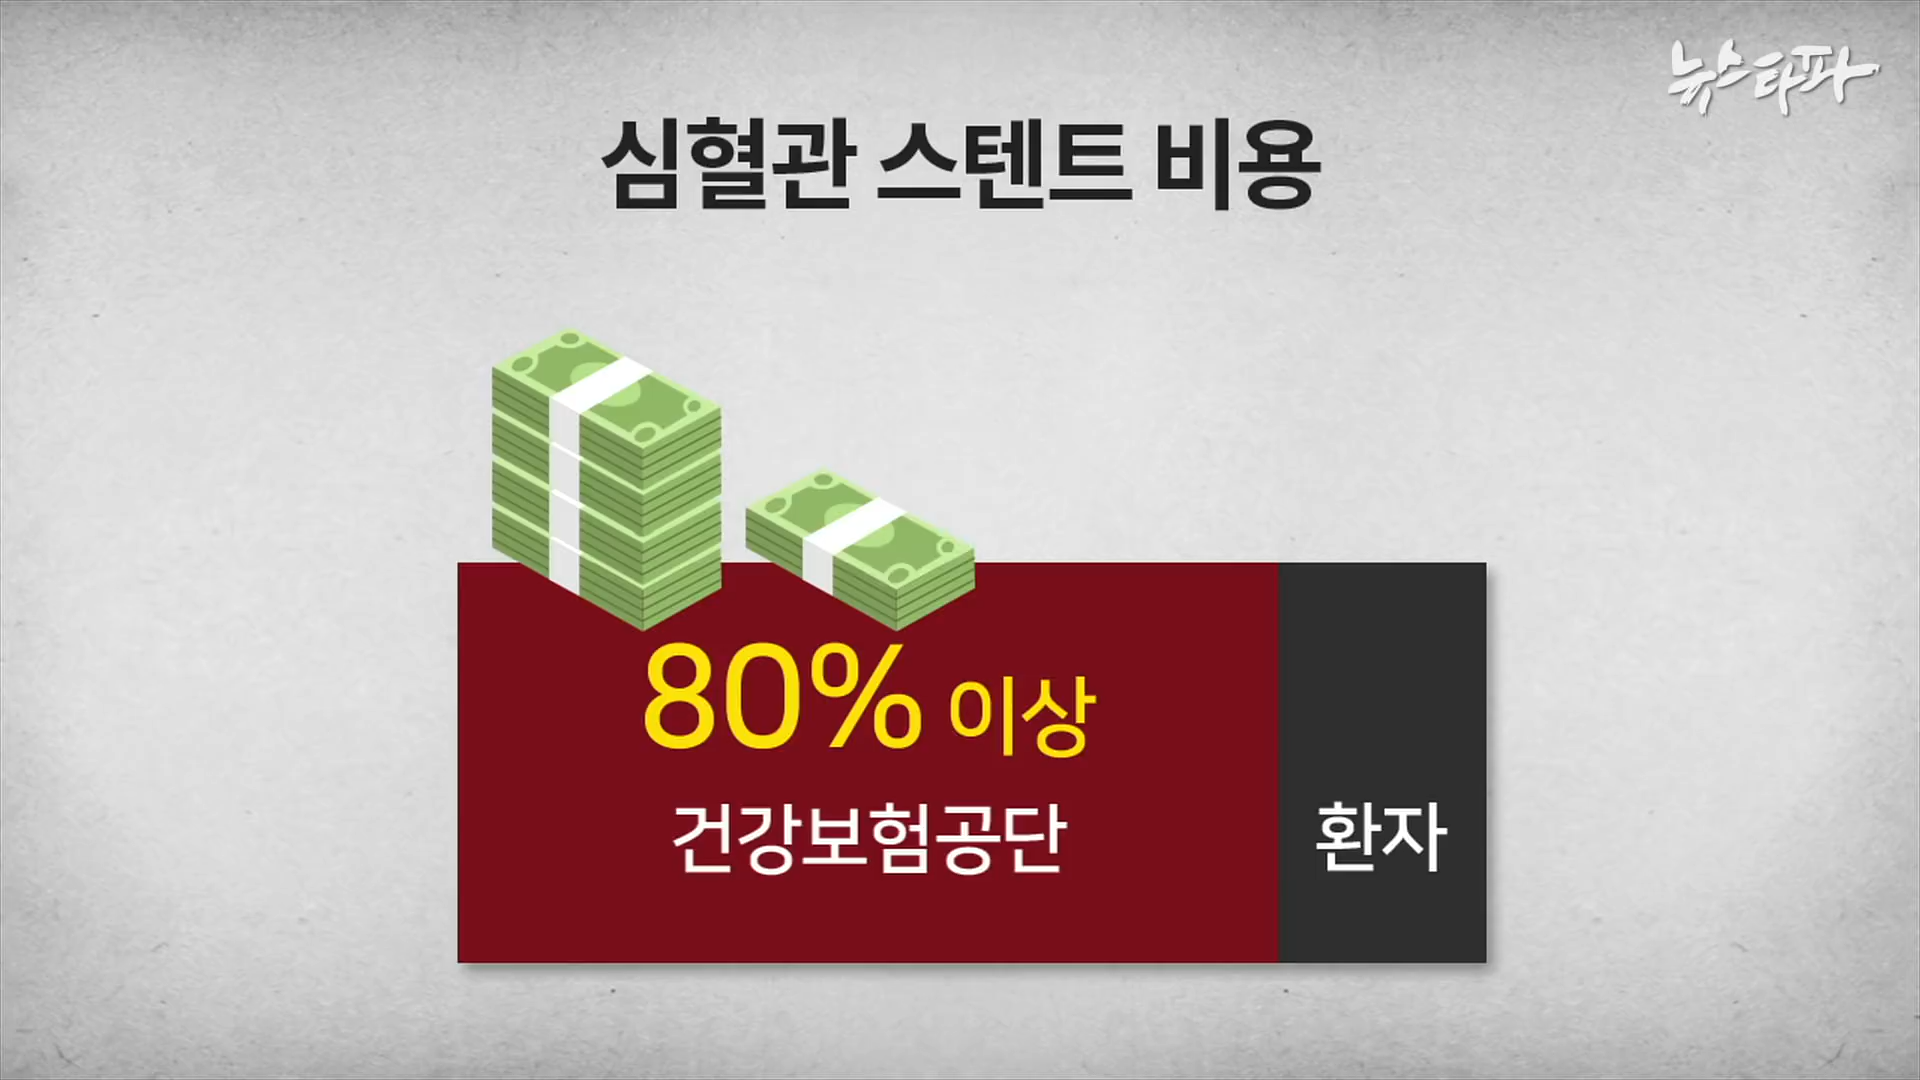 뉴스타파
심혈관 스텐트 비용
80% 이상
건강보험공단
환자